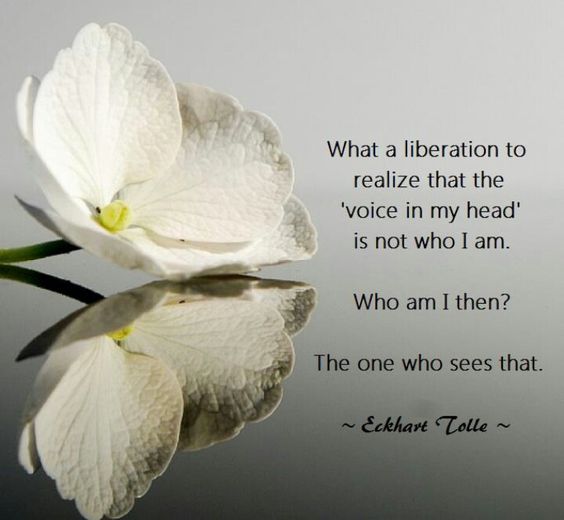 What a liberation to
realize that the
'voice in my head'
is not who I am.
Who am I then?
The one who sees that.
~ Eckhart Tolle ~